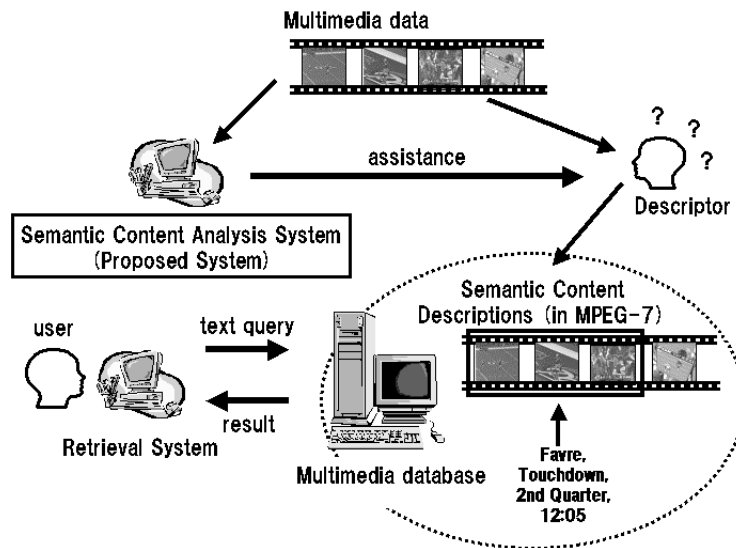 Multimedia data
?
?
?
assistance
Descriptor
Semantic Content Analysis System
(Proposed System)
Semantic Content
Descriptions (in MPEG-7)
user
text query
result
Retrieval System
Multimedia database
Favre,
Touchdown,
2nd Quarter,
12:05